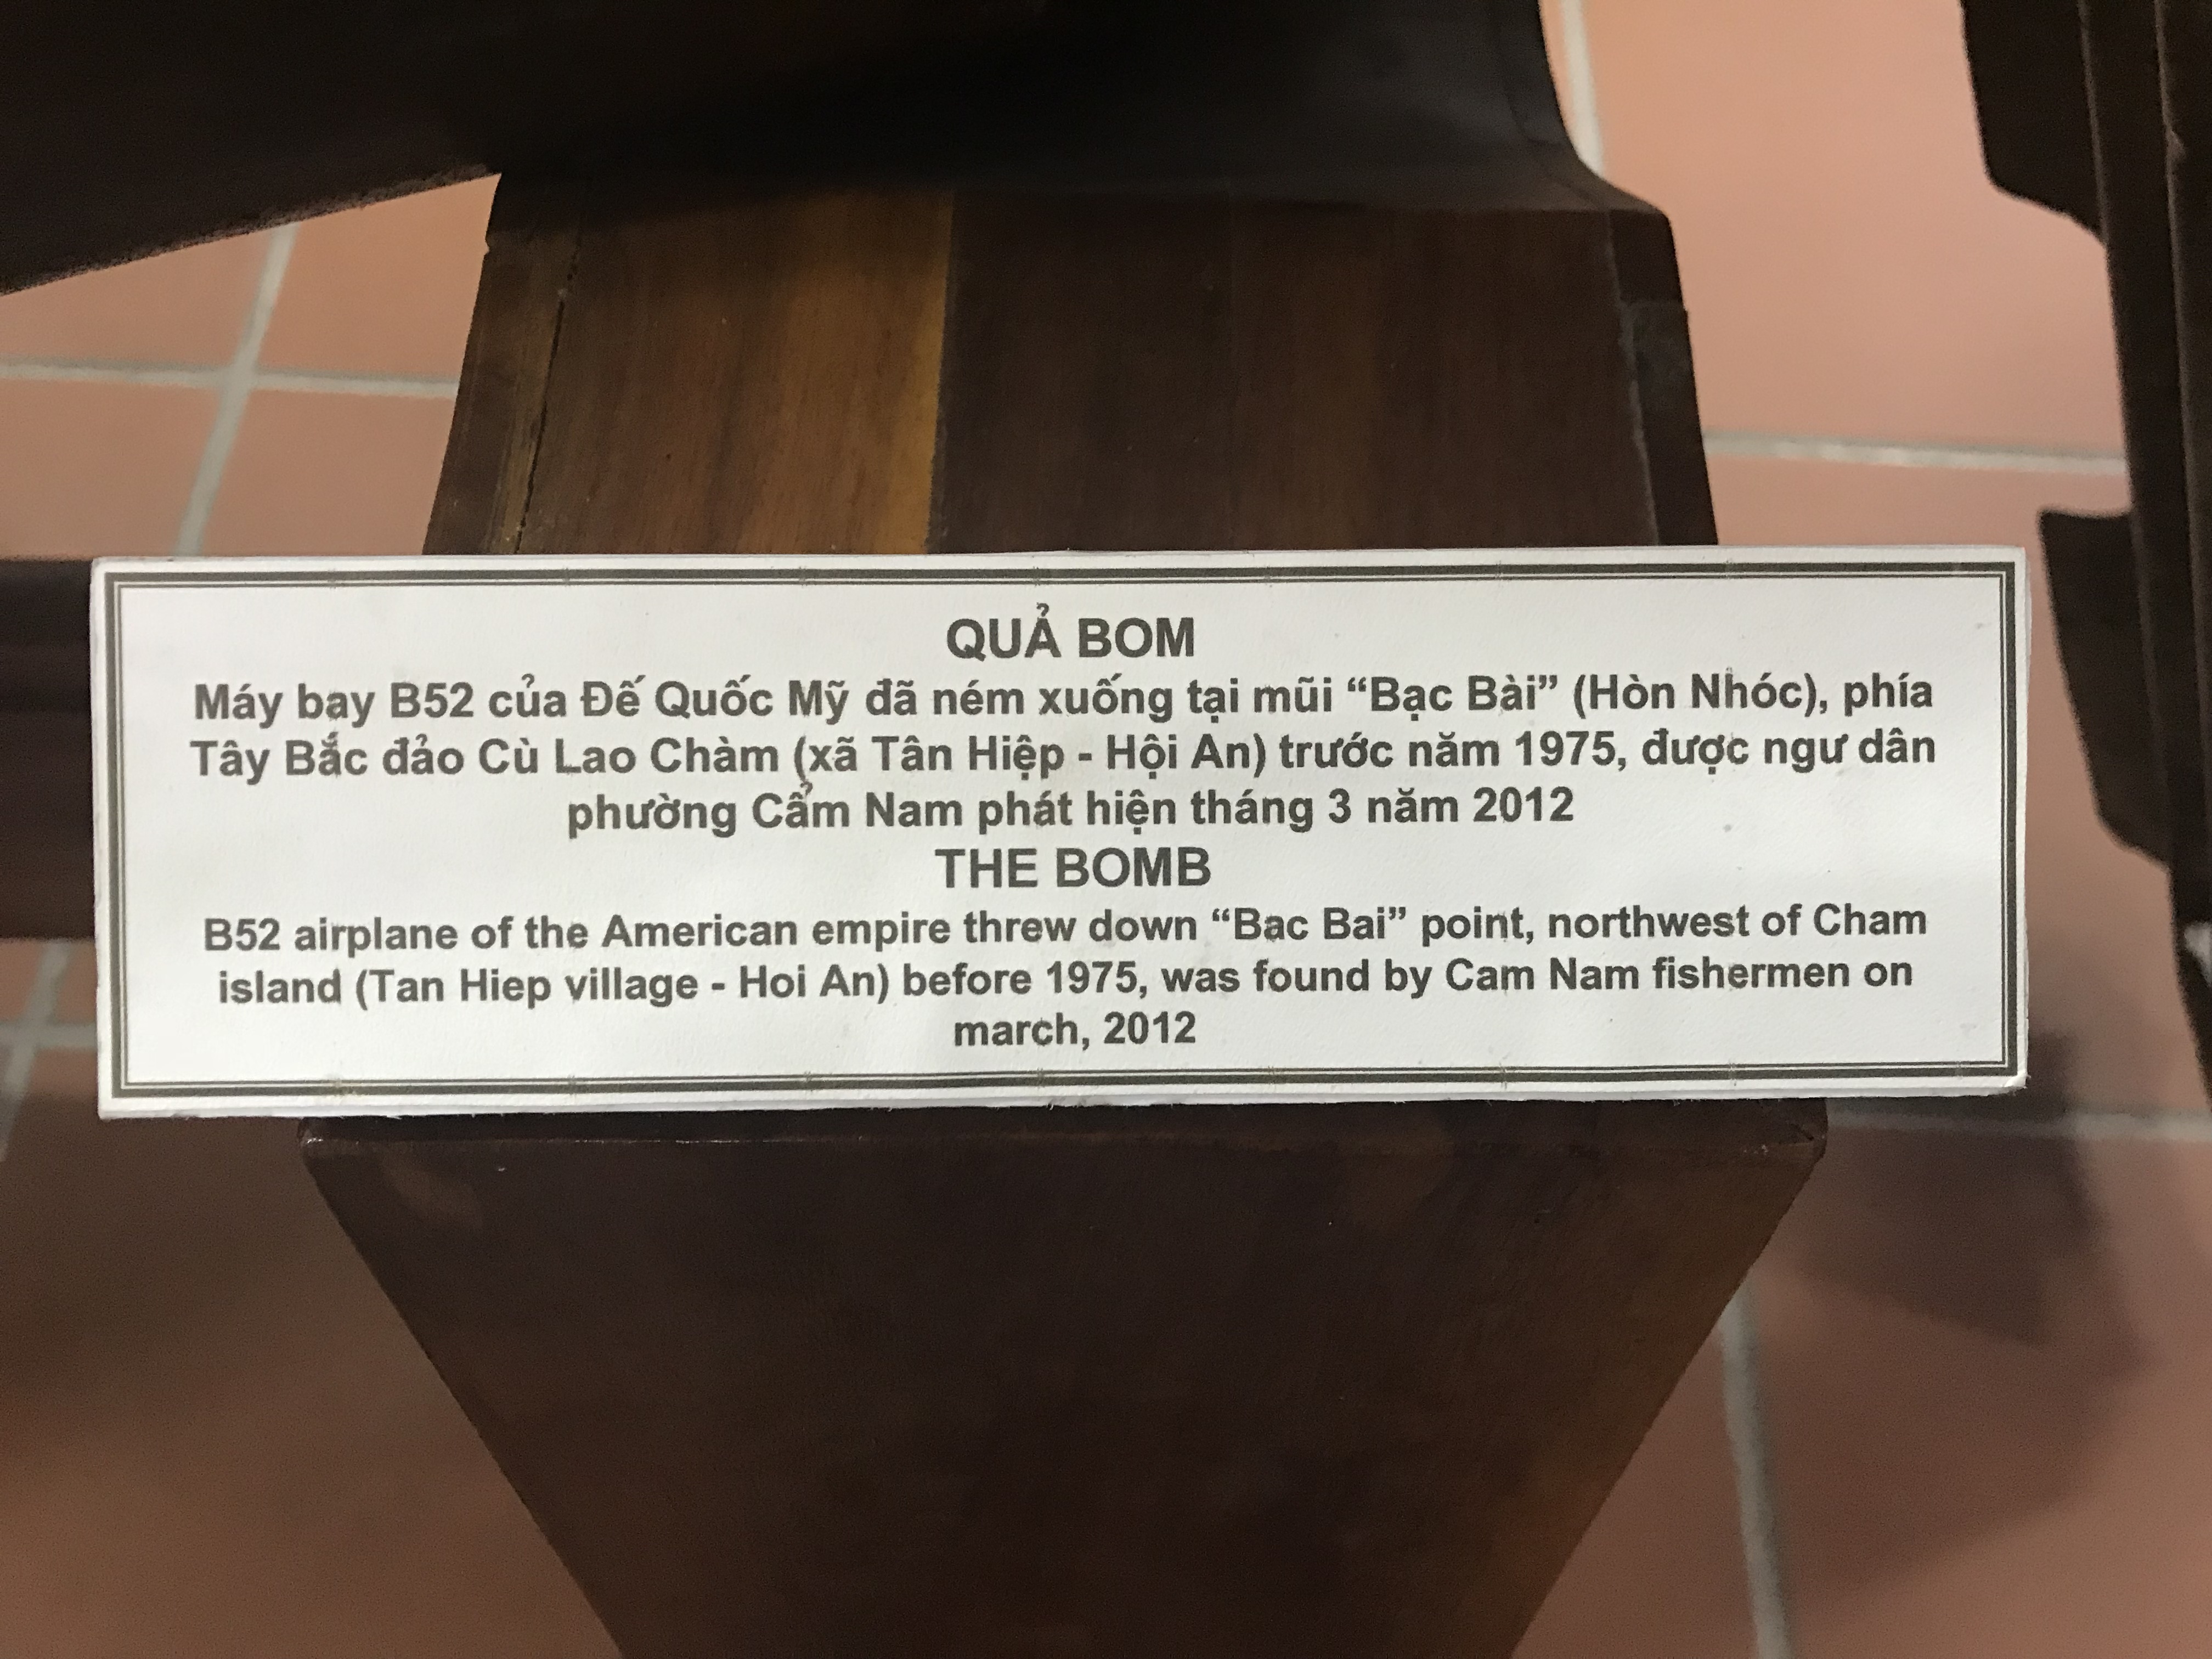 QUẢ BOM
Máy bay B52 của Đế Quốc Mỹ đã ném xuống tại mũi “Bạc Bài” (Hòn Nhóc), phía
Tây Bắc đảo Cù Lao Chàm (xã Tân Hiệp - Hội An) trước năm 1975, được ngư dân
phường Cẩm Nam phát hiện tháng 3 năm 2012
THE BOMB
B52 airplane of the American empire threw down “Bac Bai” point, northwest of Cham
island (Tan Hiep village - Hoi An) before 1975, was found by Cam Nam fishermen on
march, 2012